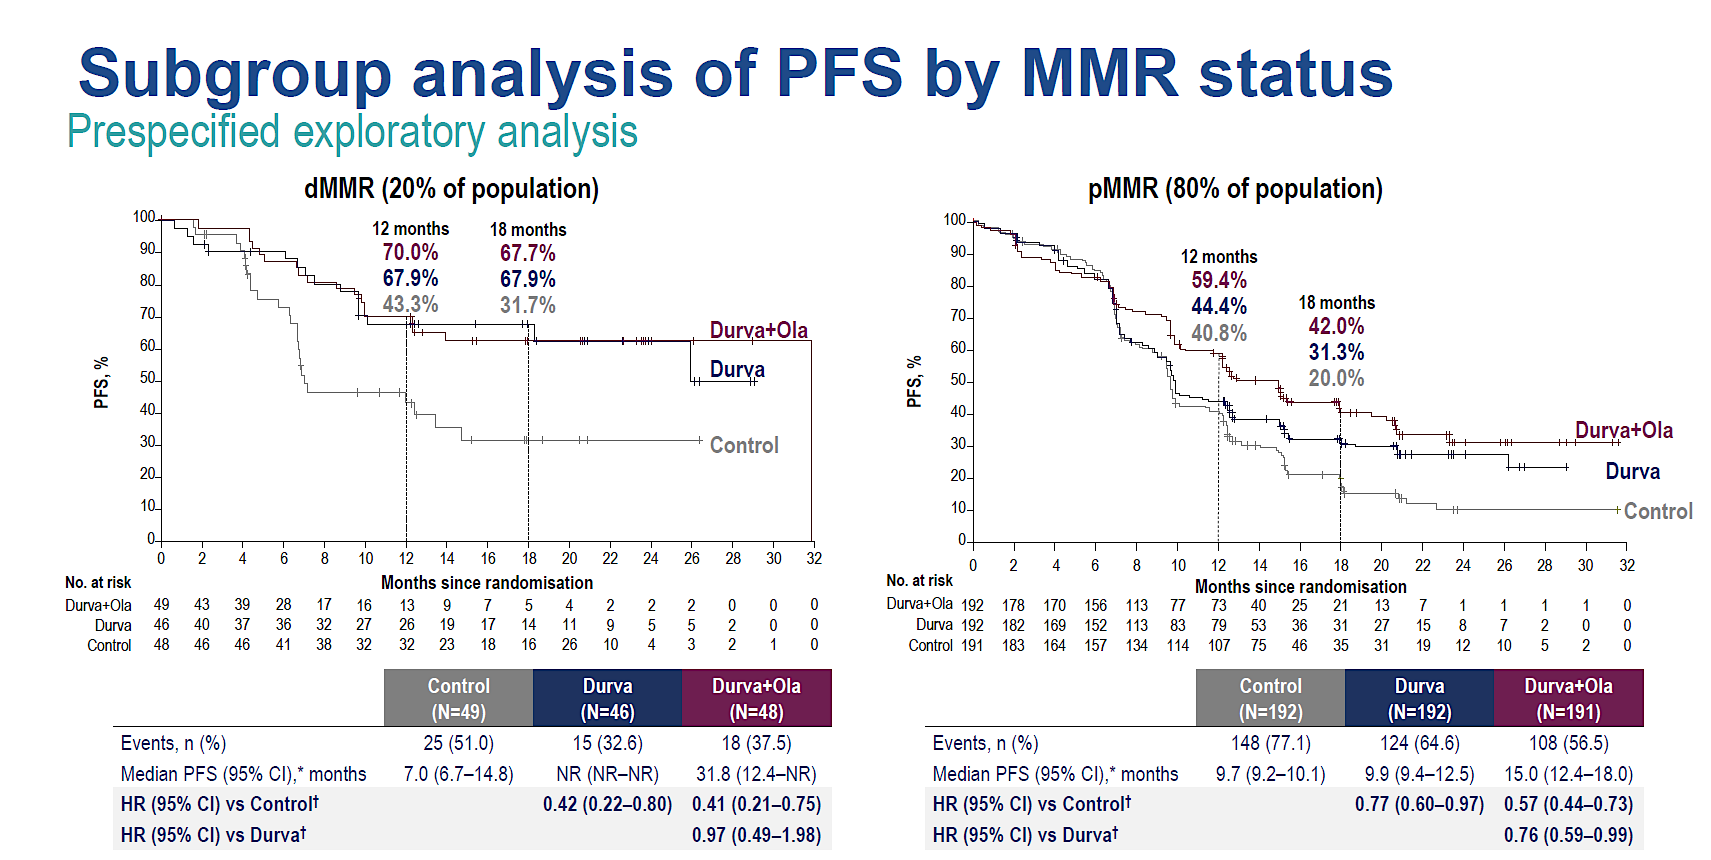 Subgroup analysis of PFS by MMR status
Prespecified exploratory analysis
dMMR (20% of population)
PFS, %
100
90
80
70
60
50
40
30
20
10
0
12 months
70.0%
67.9%
43.3%
18 months
67.7%
67.9%
31.7%
Durva+Ola
Durva
Control
0 2 4 6 8 10 12 14 16 18 20 22 24 26 28 30 32
Months since randomisation
No. at risk
Durva+Ola 49 43 39 28 17 16 13 9 7 5 4 2 2 2 0 0 0
Durva 46 40 37 36 32 27 26 19 17 14 11 9 5 5 2 0 0
Control 48 46 46 41 38 32 32 23 18 16 26 10 4 3 2 1 0
Control (N=49) Durva (N=46) Durva+Ola (N=48)
Events, n (%) 25 (51.0) 15 (32.6) 18 (37.5)
Median PFS (95% CI),* months 7.0 (6.7–14.8) NR (NR–NR) 31.8 (12.4–NR)
HR (95% CI) vs Control† 0.42 (0.22–0.80) 0.41 (0.21–0.75)
HR (95% CI) vs Durva† 0.97 (0.49–1.98)
pMMR (80% of population)
PFS, %
100
90
80
70
60
50
40
30
20
10
0
12 months
59.4%
44.4%
40.8%
18 months
42.0%
31.3%
20.0%
Durva+Ola
Durva
Control
0 2 4 6 8 10 12 14 16 18 20 22 24 26 28 30 32
Months since randomisation
No. at risk
Durva+Ola 192 178 170 156 113 77 73 40 25 21 13 7 1 1 1 1 0
Durva 192 182 169 152 113 83 79 53 36 31 27 15 8 7 2 0 0
Control 191 183 164 157 134 114 107 75 46 35 31 19 12 10 5 2 0
Control (N=192) Durva (N=192) Durva+Ola (N=191)
Events, n (%) 148 (77.1) 124 (64.6) 108 (56.5)
Median PFS (95% CI),* months 9.7 (9.2–10.1) 9.9 (9.4–12.5) 15.0 (12.4–18.0)
HR (95% CI) vs Control† 0.77 (0.60–0.97) 0.57 (0.44–0.73)
HR (95% CI) vs Durva† 0.76 (0.59–0.99)